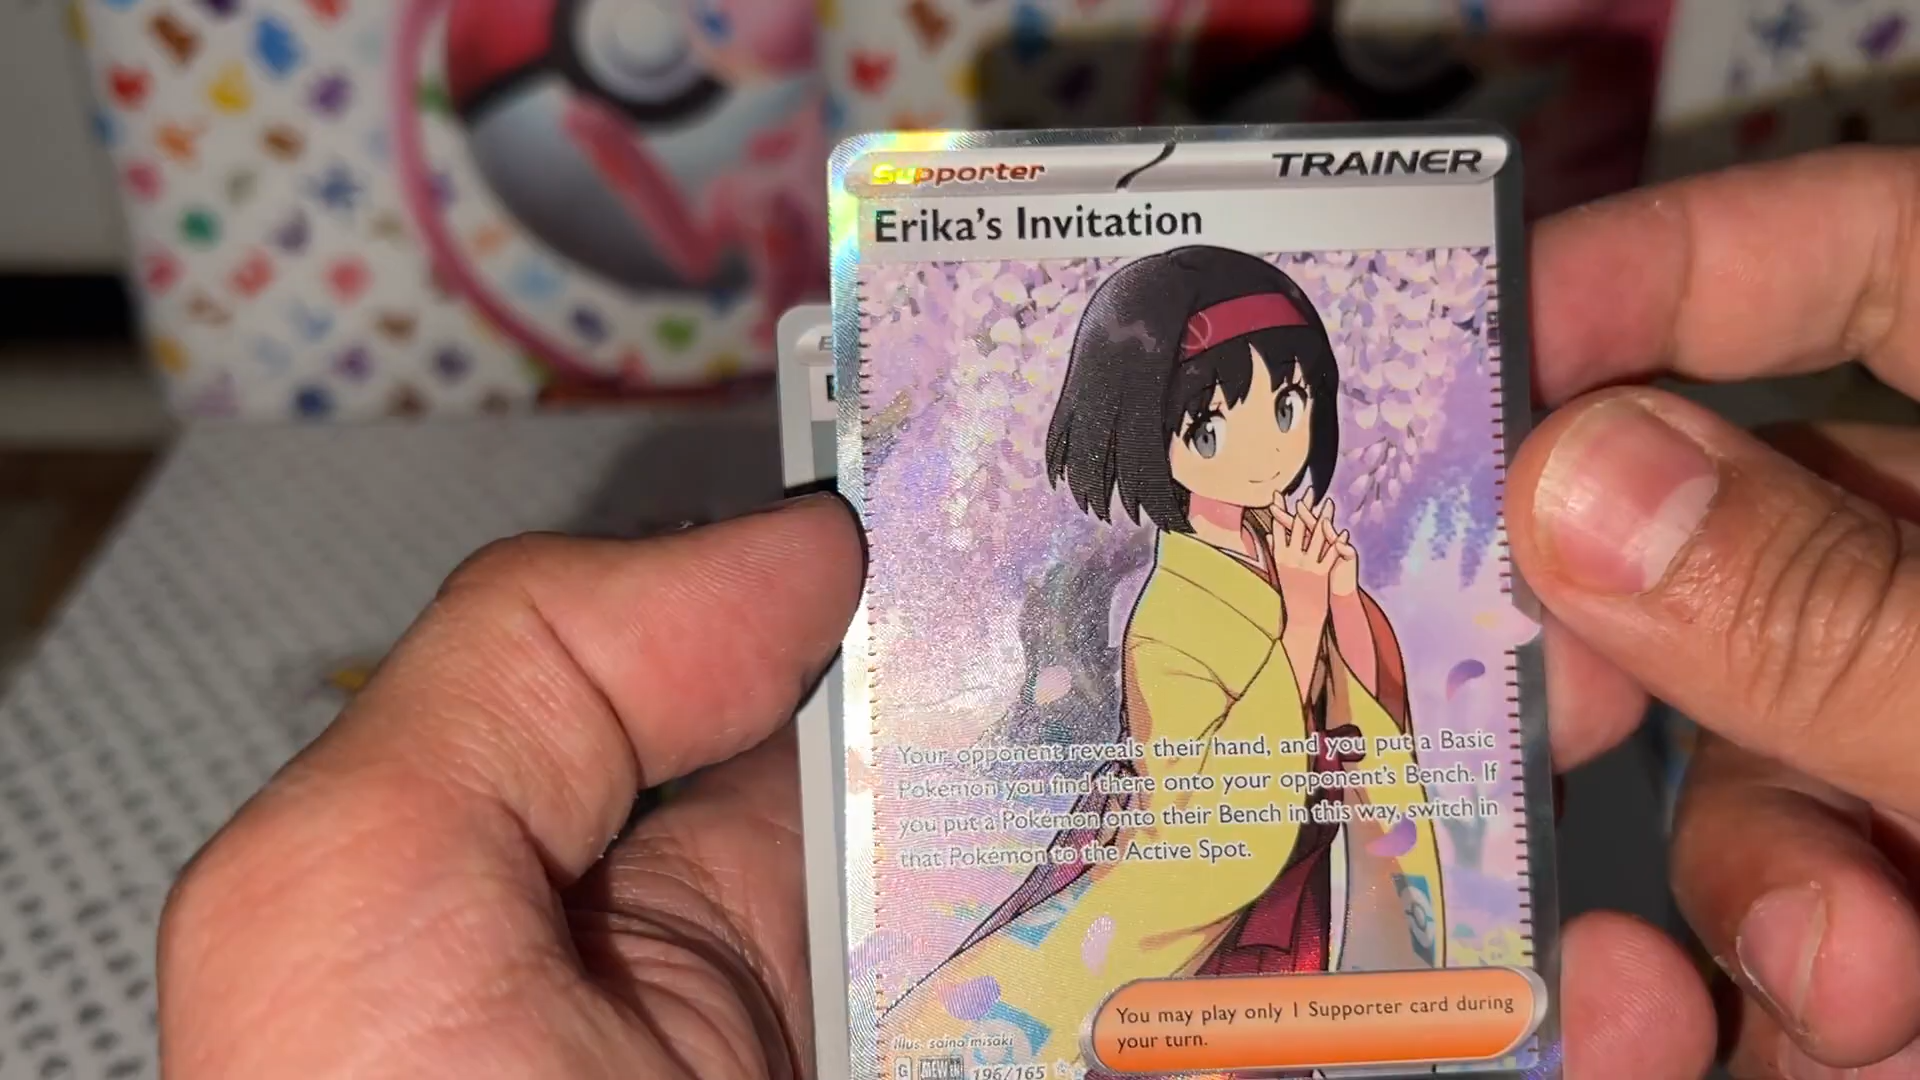 Supporter
TRAINER
Erika's Invitation
Your opponent reveals their hand, and you put a Basic
Pokémon you find there onto your opponent's Bench. If
you put a Pokémon onto their Bench in this way, switch in
that Pokémon to the Active Spot.
You may play only 1 Supporter card during
your turn.
Illus. saino misaki
G MEW EN 196/165